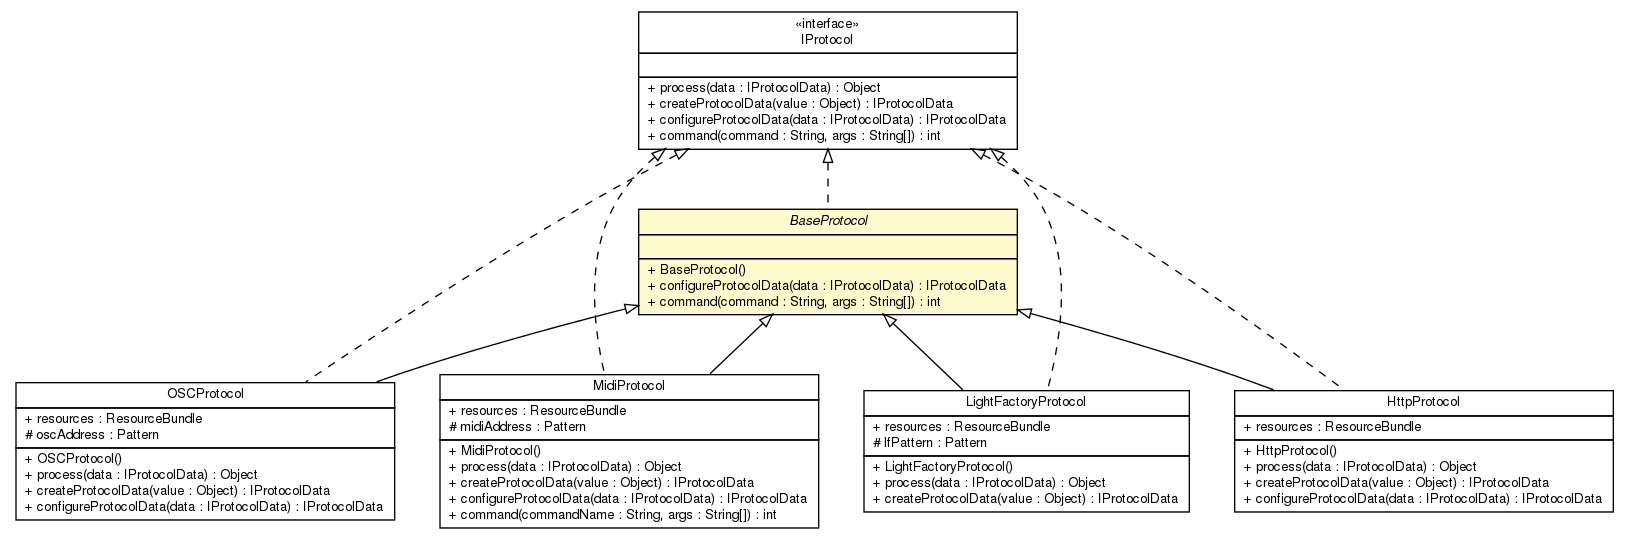 «interface»
IProtocol
+ process(data : IProtocolData) : Object
+ createProtocolData(value : Object) : IProtocolData
+ configureProtocolData(data : IProtocolData) : IProtocolData
+ command(command : String, args : String[]) : int
BaseProtocol
+ BaseProtocol()
+ configureProtocolData(data : IProtocolData) : IProtocolData
+ command(command : String, args : String[]) : int
OSCProtocol
+ resources : ResourceBundle
# oscAddress : Pattern
+ OSCProtocol()
+ process(data : IProtocolData) : Object
+ createProtocolData(value : Object) : IProtocolData
+ configureProtocolData(data : IProtocolData) : IProtocolData
MidiProtocol
+ resources : ResourceBundle
# midiAddress : Pattern
+ MidiProtocol()
+ process(data : IProtocolData) : Object
+ createProtocolData(value : Object) : IProtocolData
+ configureProtocolData(data : IProtocolData) : IProtocolData
+ command(commandName : String, args : String[]) : int
LightFactoryProtocol
+ resources : ResourceBundle
# lfPattern : Pattern
+ LightFactoryProtocol()
+ process(data : IProtocolData) : Object
+ createProtocolData(value : Object) : IProtocolData
HttpProtocol
+ resources : ResourceBundle
+ HttpProtocol()
+ process(data : IProtocolData) : Object
+ createProtocolData(value : Object) : IProtocolData
+ configureProtocolData(data : IProtocolData) : IProtocolData